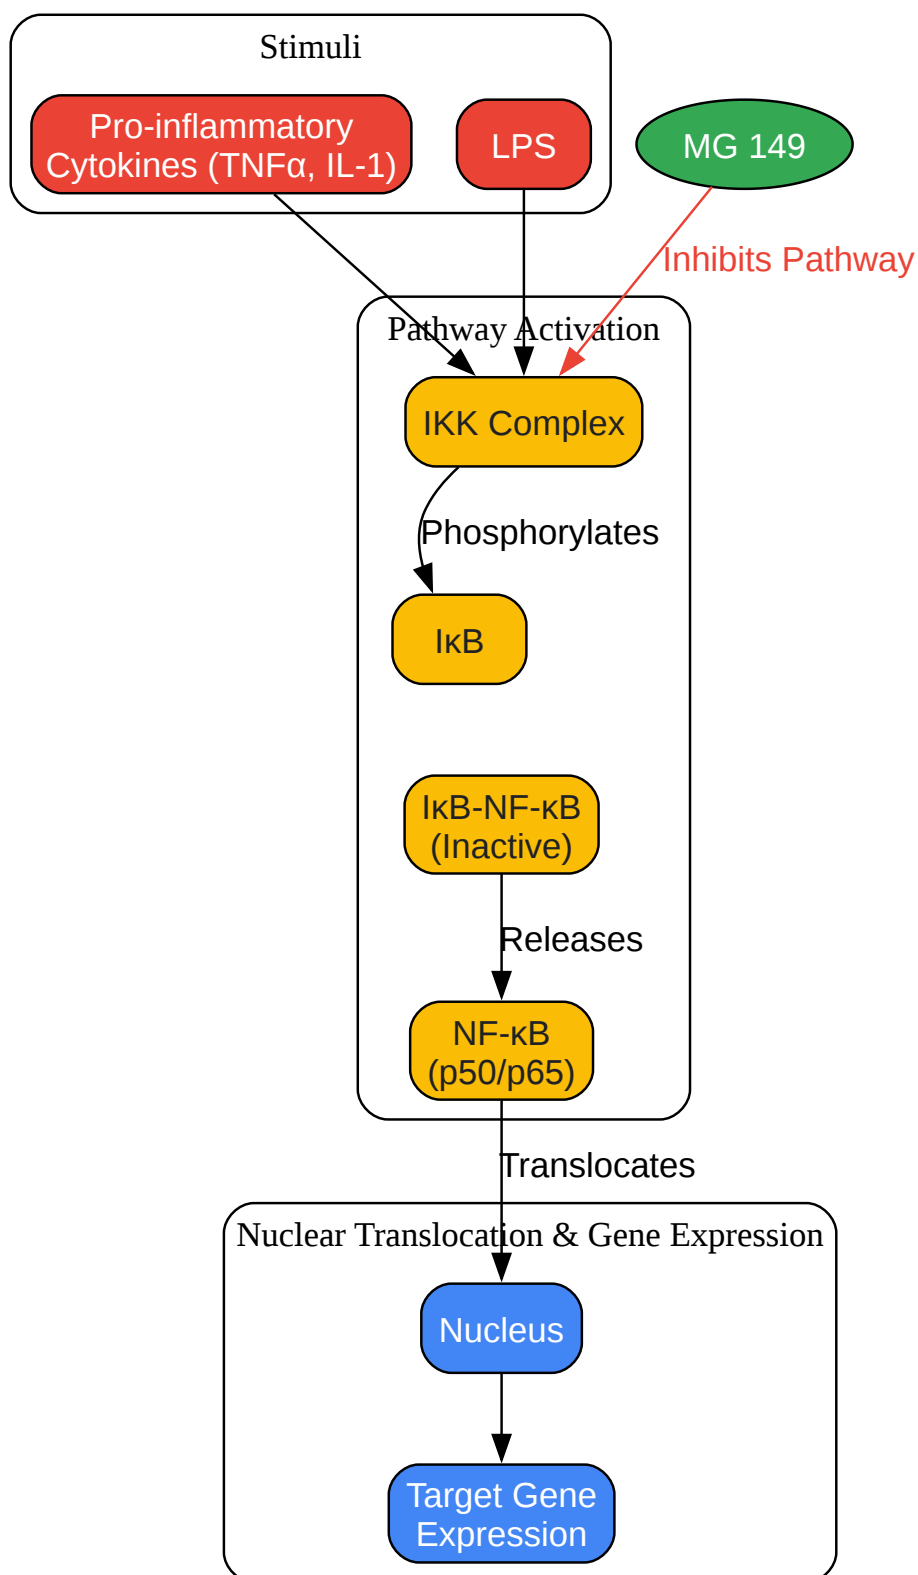 Stimuli
Pro-inflammatory
Cytokines (TNFα, IL-1)
LPS
MG 149
Inhibits Pathway
Pathway Activation
IKK Complex
Phosphorylates
IκB
IκB-NF-κB
(Inactive)
Releases
NF-κB
(p50/p65)
Translocates
Nuclear Translocation & Gene Expression
Nucleus
Target Gene
Expression